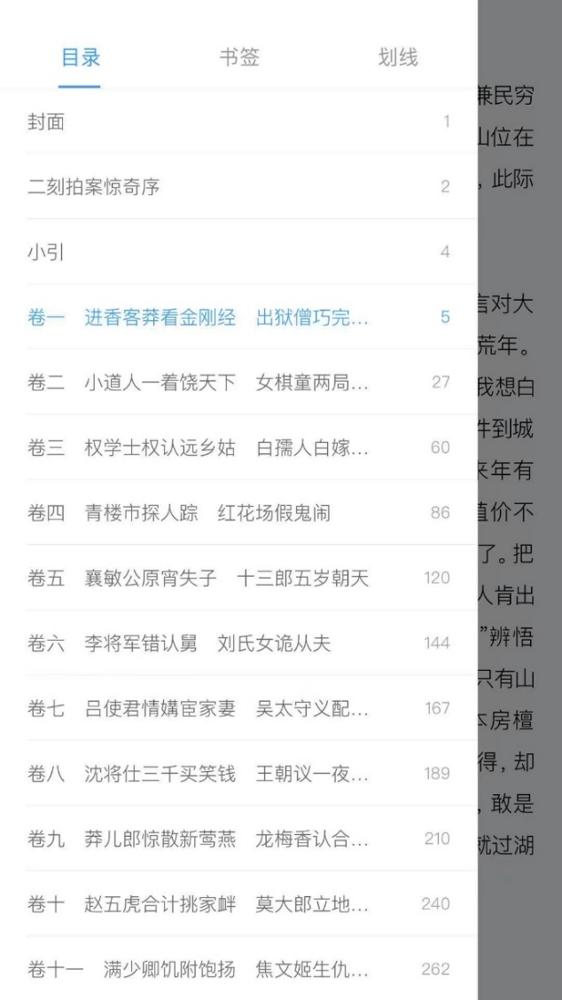 目录 书签 划线
封面 1
二刻拍案惊奇序 2
小引 4
卷一 进香客莽看金刚经 出狱僧巧完… 5
卷二 小道人一着饶天下 女棋童两局… 27
卷三 权学士权认远乡姑 白孺人白嫁… 60
卷四 青楼市探人踪 红花场假鬼闹 86
卷五 襄敏公原宵失子 十三郎五岁朝天 120
卷六 李将军错认舅 刘氏女诡从夫 144
卷七 吕使君情媾宦家妻 吴太守义配… 167
卷八 沈将仕三千买笑钱 王朝议一夜… 189
卷九 莽儿郎惊散新莺燕 龙梅香认合… 210
卷十 赵五虎合计挑家衅 莫大郎立地… 240
卷十一 满少卿饥附饱扬 焦文姬生仇… 262
兼民穷
山位在
，此际
言对大
荒年。
我想白
件到城
来年有
值价不
了。把
人肯出
”辨悟
只有山
本房檀
得，却
，敢是
就过湖